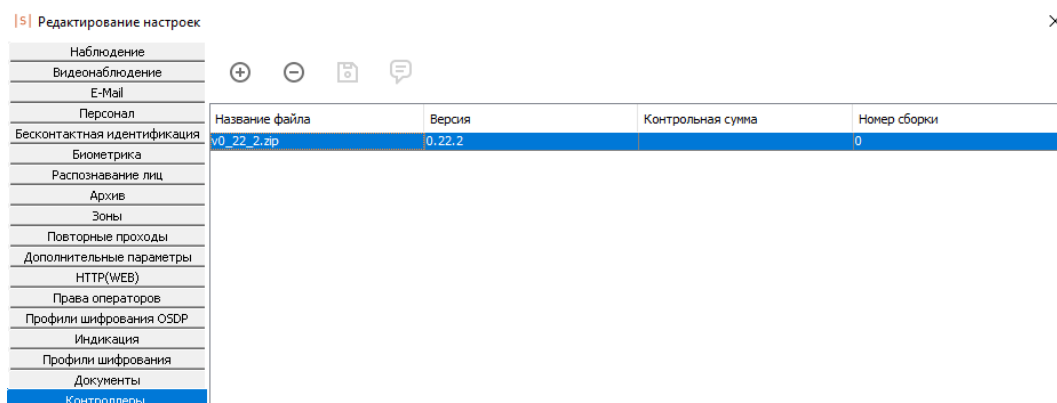 |S| Редактирование настроек
Наблюдение
Видеонаблюдение
E-Mail
Персонал
Бесконтактная идентификация
Биометрика
Распознавание лиц
Архив
Зоны
Повторные проходы
Дополнительные параметры
HTTP(WEB)
Права операторов
Профили шифрования OSDP
Индикация
Профили шифрования
Документы
Контроллеры
Название файла Версия Контрольная сумма Номер сборки
v0_22_2.zip 0.22.2 0